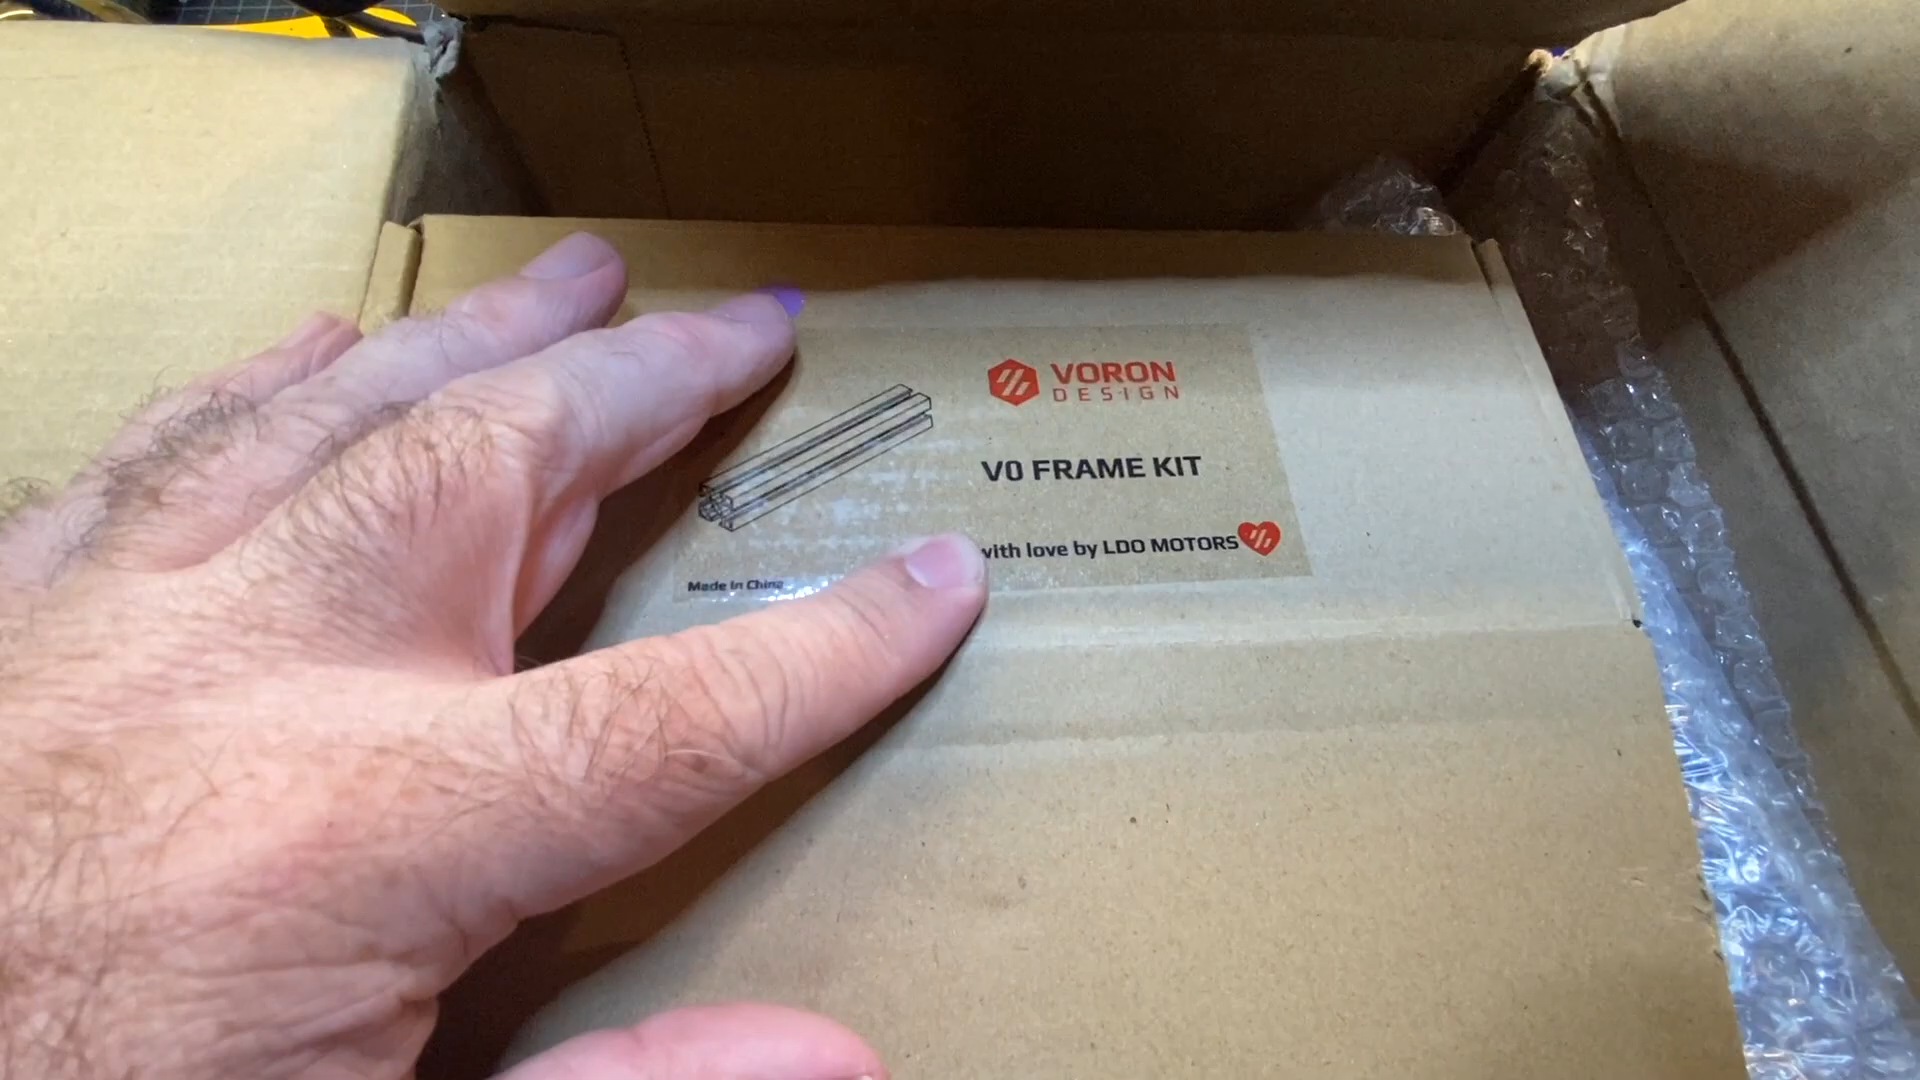 VORON
DESIGN
V0 FRAME KIT
with love by LDO MOTORS
Made In China